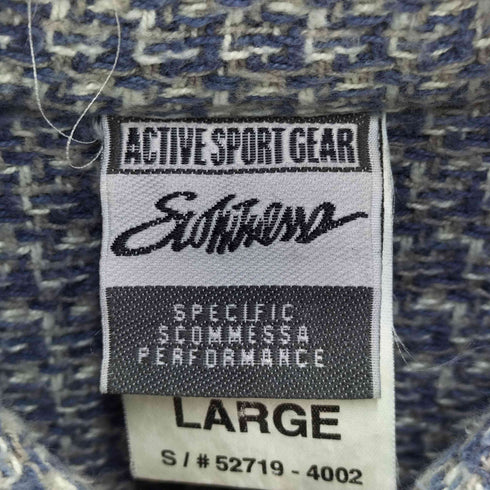 ACTIVE SPORT GEAR
Scommessa
SPECIFIC
SCOMMESSA
PERFORMANCE
LARGE
S / # 52719 - 4002